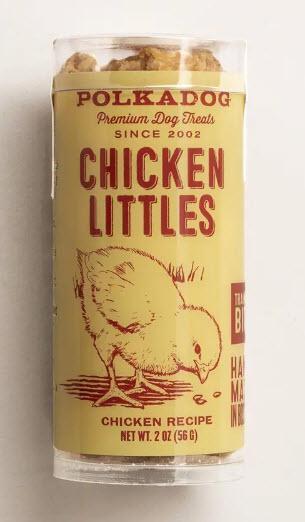 POLKADOG
Premium Dog Treats
SINCE 2002
CHICKEN
LITTLES
CHICKEN RECIPE
NET WT. 2 OZ (56 G)